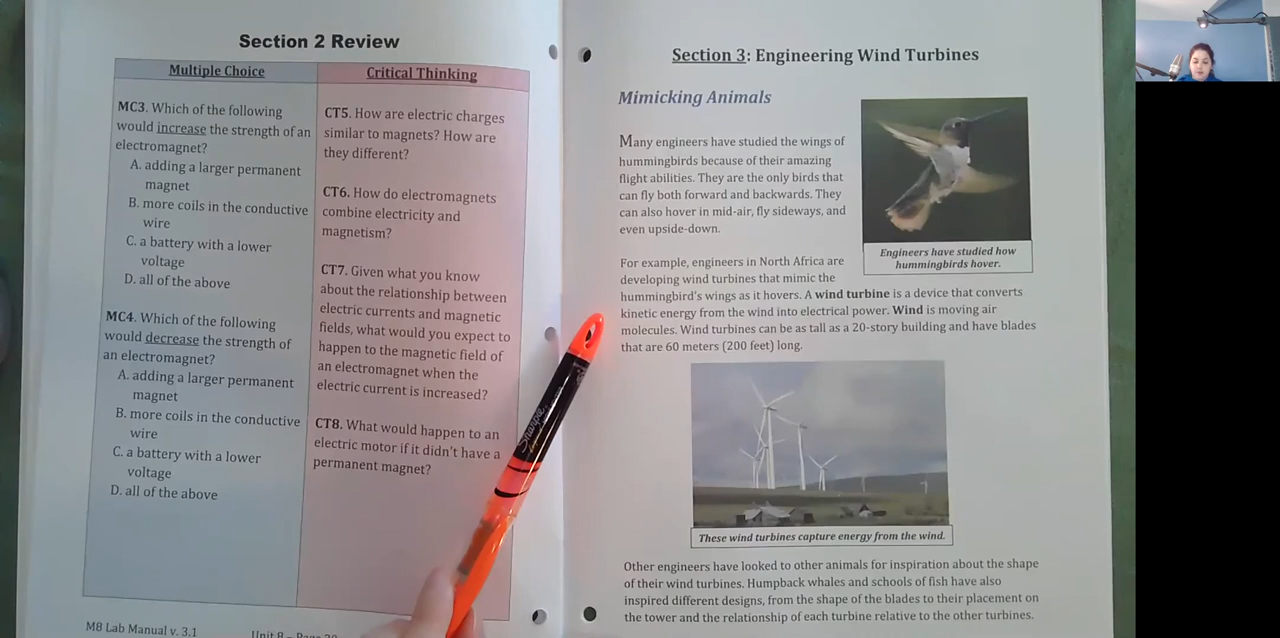 Section 2 Review
Multiple Choice
MC3. Which of the following
would increase the strength of an
electromagnet?
A. adding a larger permanent
magnet
B. more coils in the conductive
wire
C. a battery with a lower
voltage
D. all of the above
MC4. Which of the following
would decrease the strength of
an electromagnet?
A. adding a larger permanent
magnet
B. more coils in the conductive
wire
C. a battery with a lower
voltage
D. all of the above
Critical Thinking
CT5. How are electric charges
similar to magnets? How are
they different?
CT6. How do electromagnets
combine electricity and
magnetism?
CT7. Given what you know
about the relationship between
electric currents and magnetic
fields, what would you expect to
happen to the magnetic field of
an electromagnet when the
electric current is increased?
CT8. What would happen to an
electric motor if it didn't have a
permanent magnet?
M8 Lab Manual v. 3.1
Unit 8 – Page
Section 3: Engineering Wind Turbines
Mimicking Animals
Many engineers have studied the wings of
hummingbirds because of their amazing
flight abilities. They are the only birds that
can fly both forward and backwards. They
can also hover in mid-air, fly sideways, and
even upside-down.
Engineers have studied how
hummingbirds hover.
For example, engineers in North Africa are
developing wind turbines that mimic the
hummingbird's wings as it hovers. A wind turbine is a device that converts
kinetic energy from the wind into electrical power. Wind is moving air
molecules. Wind turbines can be as tall as a 20-story building and have blades
that are 60 meters (200 feet) long.
These wind turbines capture energy from the wind.
Other engineers have looked to other animals for inspiration about the shape
of their wind turbines. Humpback whales and schools of fish have also
inspired different designs, from the shape of the blades to their placement on
the tower and the relationship of each turbine relative to the other turbines.
Sharpie